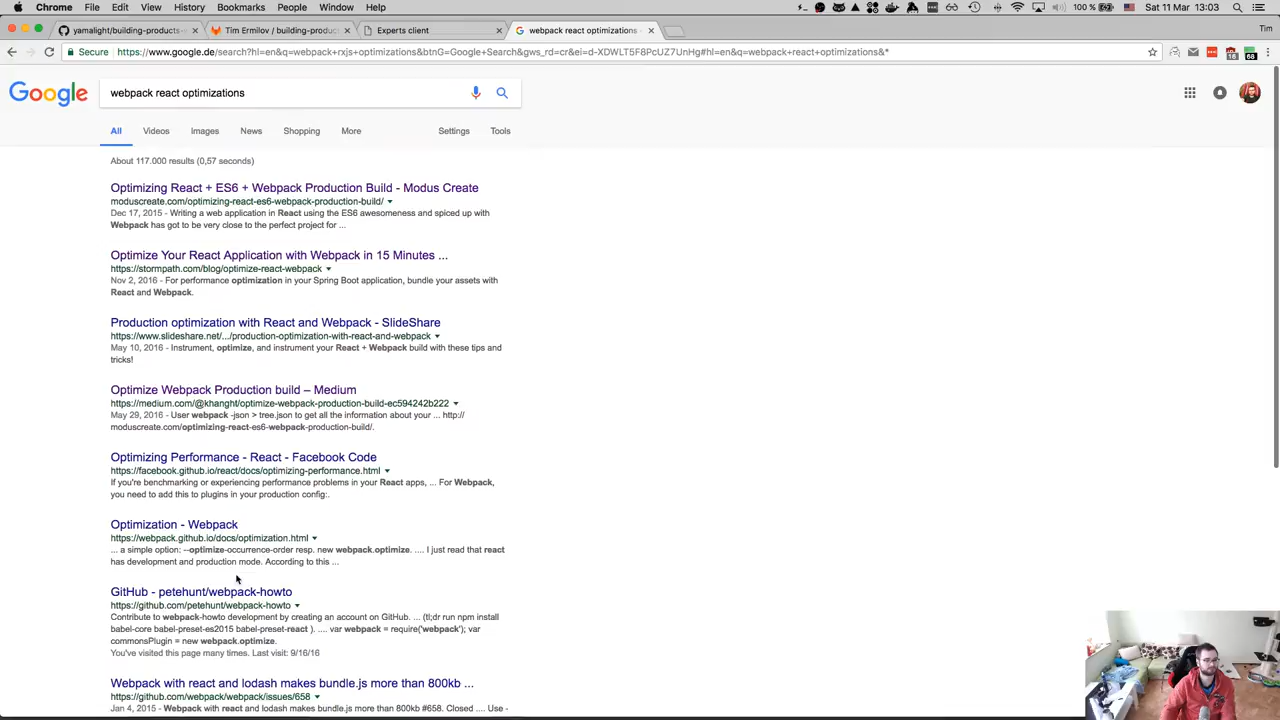 Chrome File Edit View History Bookmarks People Window Help
100 % Sat 11 Mar 13:03
yamalight/building-products- Tim Ermilov / building-produc Experts client webpack react optimizations - Tim
Secure https://www.google.de/search?hl=en&q=webpack+rxjs+optimizations&btnG=Google+Search&gws_rd=cr&ei=d-XDWLT5F8PcUZ7UnHg#hl=en&q=webpack+react+optimizations&*
16 68
Google webpack react optimizations
All Videos Images News Shopping More Settings Tools
About 117.000 results (0,57 seconds)
Optimizing React + ES6 + Webpack Production Build - Modus Create
moduscreate.com/optimizing-react-es6-webpack-production-build/
Dec 17, 2015 - Writing a web application in React using the ES6 awesomeness and spiced up with
Webpack has got to be very close to the perfect project for ...
Optimize Your React Application with Webpack in 15 Minutes ...
https://stormpath.com/blog/optimize-react-webpack
Nov 2, 2016 - For performance optimization in your Spring Boot application, bundle your assets with
React and Webpack.
Production optimization with React and Webpack - SlideShare
https://www.slideshare.net/.../production-optimization-with-react-and-webpack
May 10, 2016 - Instrument, optimize, and instrument your React + Webpack build with these tips and
tricks!
Optimize Webpack Production build – Medium
https://medium.com/@khanght/optimize-webpack-production-build-ec594242b222
May 29, 2016 - User webpack -json > tree.json to get all the information about your ... http://
moduscreate.com/optimizing-react-es6-webpack-production-build/.
Optimizing Performance - React - Facebook Code
https://facebook.github.io/react/docs/optimizing-performance.html
If you're benchmarking or experiencing performance problems in your React apps, ... For Webpack,
you need to add this to plugins in your production config:.
Optimization - Webpack
https://webpack.github.io/docs/optimization.html
... a simple option: --optimize-occurrence-order resp. new webpack.optimize. .... I just read that react
has development and production mode. According to this ...
GitHub - petehunt/webpack-howto
https://github.com/petehunt/webpack-howto
Contribute to webpack-howto development by creating an account on GitHub. ... (tl;dr run npm install
babel-core babel-preset-es2015 babel-preset-react ). .... var webpack = require('webpack'); var
commonsPlugin = new webpack.optimize.
You've visited this page many times. Last visit: 9/16/16
Webpack with react and lodash makes bundle.js more than 800kb ...
https://github.com/webpack/webpack/issues/658
Jan 4, 2015 - Webpack with react and lodash makes bundle.js more than 800kb #658. Closed .... Use -